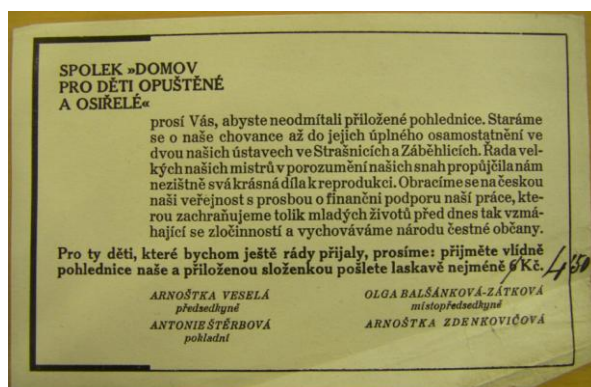 SPOLEK »DOMOV
PRO DĚTI OPUŠTĚNÉ
A OSIŘELÉ«
prosí Vás, abyste neodmítali přiložené pohlednice. Staráme
se o naše chovance až do jejich úplného osamostatnění ve
dvou našich ústavech ve Strašnicích a Záběhlicích. Řada vel-
kých našich mistrů v porozumění našich snah propůjčila nám
nezištně svá krásná díla k reprodukci. Obracíme se na českou
naši veřejnost s prosbou o finanční podporu naší práce, kte-
rou zachraňujeme tolik mladých životů před dnes tak vzmá-
hající se zločinností a vychováváme národu čestné občany.
Pro ty děti, které bychom ještě rády přijaly, prosíme: přijměte vlídně
pohlednice naše a přiloženou složenkou pošlete laskavě nejméně 6 Kč. 4·50
ARNOŠTKA VESELÁ
předsedkyně
OLGA BALŠÁNKOVÁ-ZÁTKOVÁ
místopředsedkyně
ANTONIE ŠTĚRBOVÁ
pokladní
ARNOŠTKA ZDENKOVIČOVÁ